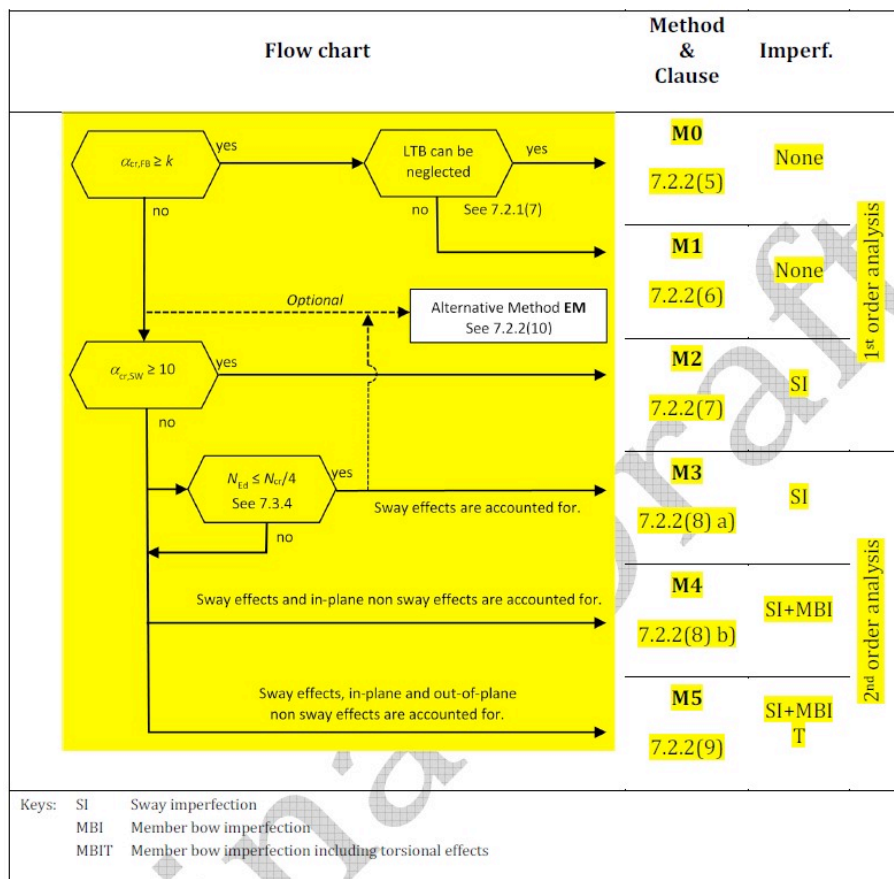 Flow chart
Method
&
Clause
Imperf.
αcr,FB ≥ k
yes
LTB can be
neglected
yes
no
no
See 7.2.1(7)
M0
7.2.2(5)
None
M1
7.2.2(6)
None
Optional
Alternative Method EM
See 7.2.2(10)
αcr,SW ≥ 10
yes
no
M2
7.2.2(7)
SI
1st order analysis
NEd ≤ Ncr/4
See 7.3.4
yes
no
Sway effects are accounted for.
M3
7.2.2(8) a)
SI
Sway effects and in-plane non sway effects are accounted for.
M4
7.2.2(8) b)
SI+MBI
Sway effects, in-plane and out-of-plane
non sway effects are accounted for.
M5
7.2.2(9)
SI+MBI
T
2nd order analysis
Keys: SI Sway imperfection
MBI Member bow imperfection
MBIT Member bow imperfection including torsional effects